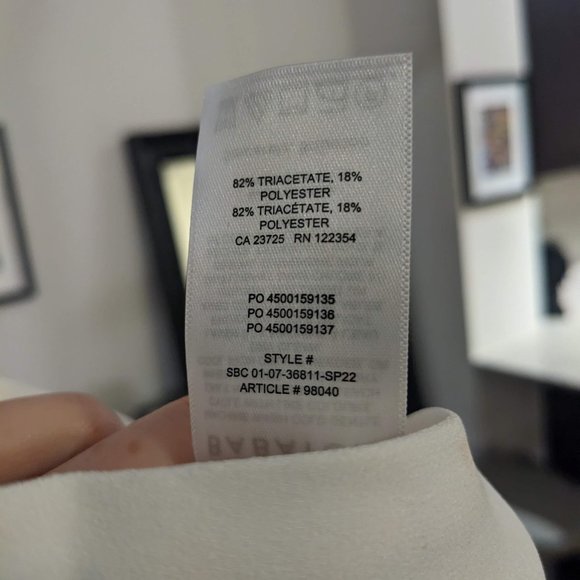 82% TRIACETATE, 18%
POLYESTER
82% TRIACÉTATE, 18%
POLYESTER
CA 23725 RN 122354
PO 4500159135
PO 4500159136
PO 4500159137
STYLE #
SBC 01-07-36811-SP22
ARTICLE # 98040